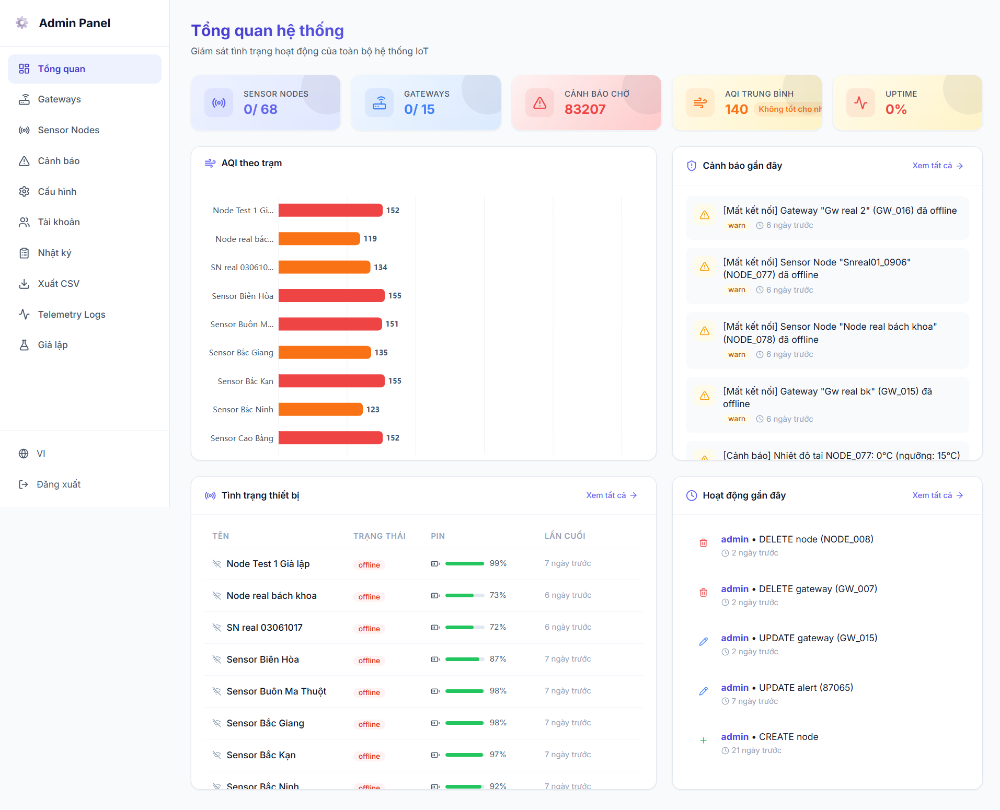 Admin Panel
Tổng quan
Gateways
Sensor Nodes
Cảnh báo
Cấu hình
Tài khoản
Nhật ký
Xuất CSV
Telemetry Logs
Giả lập
VI
Đăng xuất
Tổng quan hệ thống
Giám sát tình trạng hoạt động của toàn bộ hệ thống IoT
SENSOR NODES
0/ 68
GATEWAYS
0/ 15
CẢNH BÁO CHỜ
83207
AQI TRUNG BÌNH
140 Không tốt cho nh
UPTIME
0%
AQI theo trạm
Node Test 1 Gi... 152
Node real bác... 119
SN real 030610... 134
Sensor Biên Hòa 155
Sensor Buôn M... 151
Sensor Bắc Giang 135
Sensor Bắc Kạn 155
Sensor Bắc Ninh 123
Sensor Cao Bằng 152
Cảnh báo gần đây Xem tất cả
[Mất kết nối] Gateway "Gw real 2" (GW_016) đã offline
warn 6 ngày trước
[Mất kết nối] Sensor Node "Snreal01_0906"
(NODE_077) đã offline
warn 6 ngày trước
[Mất kết nối] Sensor Node "Node real bách khoa"
(NODE_078) đã offline
warn 6 ngày trước
[Mất kết nối] Gateway "Gw real bk" (GW_015) đã
offline
warn 6 ngày trước
[Cảnh báo] Nhiệt độ tại NODE_077: 0°C (ngưỡng: 15°C)
Tình trạng thiết bị Xem tất cả
TÊN TRẠNG THÁI PIN LẦN CUỐI
Node Test 1 Giả lập offline 99% 7 ngày trước
Node real bách khoa offline 73% 6 ngày trước
SN real 03061017 offline 72% 6 ngày trước
Sensor Biên Hòa offline 87% 7 ngày trước
Sensor Buôn Ma Thuột offline 98% 7 ngày trước
Sensor Bắc Giang offline 98% 7 ngày trước
Sensor Bắc Kạn offline 97% 7 ngày trước
Sensor Bắc Ninh offline 92% 7 ngày trước
Hoạt động gần đây Xem tất cả
admin • DELETE node (NODE_008)
2 ngày trước
admin • DELETE gateway (GW_007)
2 ngày trước
admin • UPDATE gateway (GW_015)
2 ngày trước
admin • UPDATE alert (87065)
7 ngày trước
admin • CREATE node
21 ngày trước